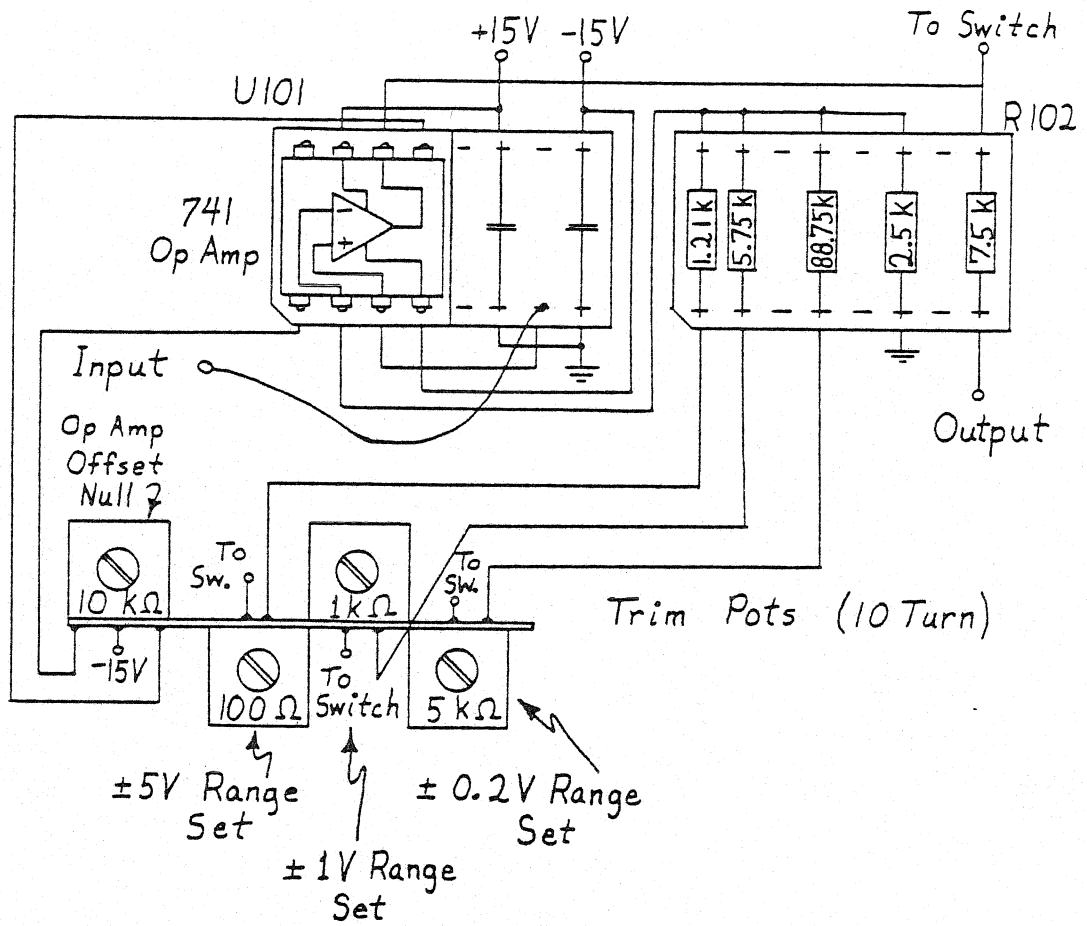 +15V
-15V
To Switch
U101
R102
741
Op Amp
1.21k
5.75k
88.75k
2.5k
7.5k
Input
Output
Op Amp
Offset
Null
10 kΩ
To
Sw.
1kΩ
To
Sw.
Trim Pots (10 Turn)
-15V
100 Ω
To
Switch
5 kΩ
±5V Range
Set
± 0.2V Range
Set
± 1V Range
Set